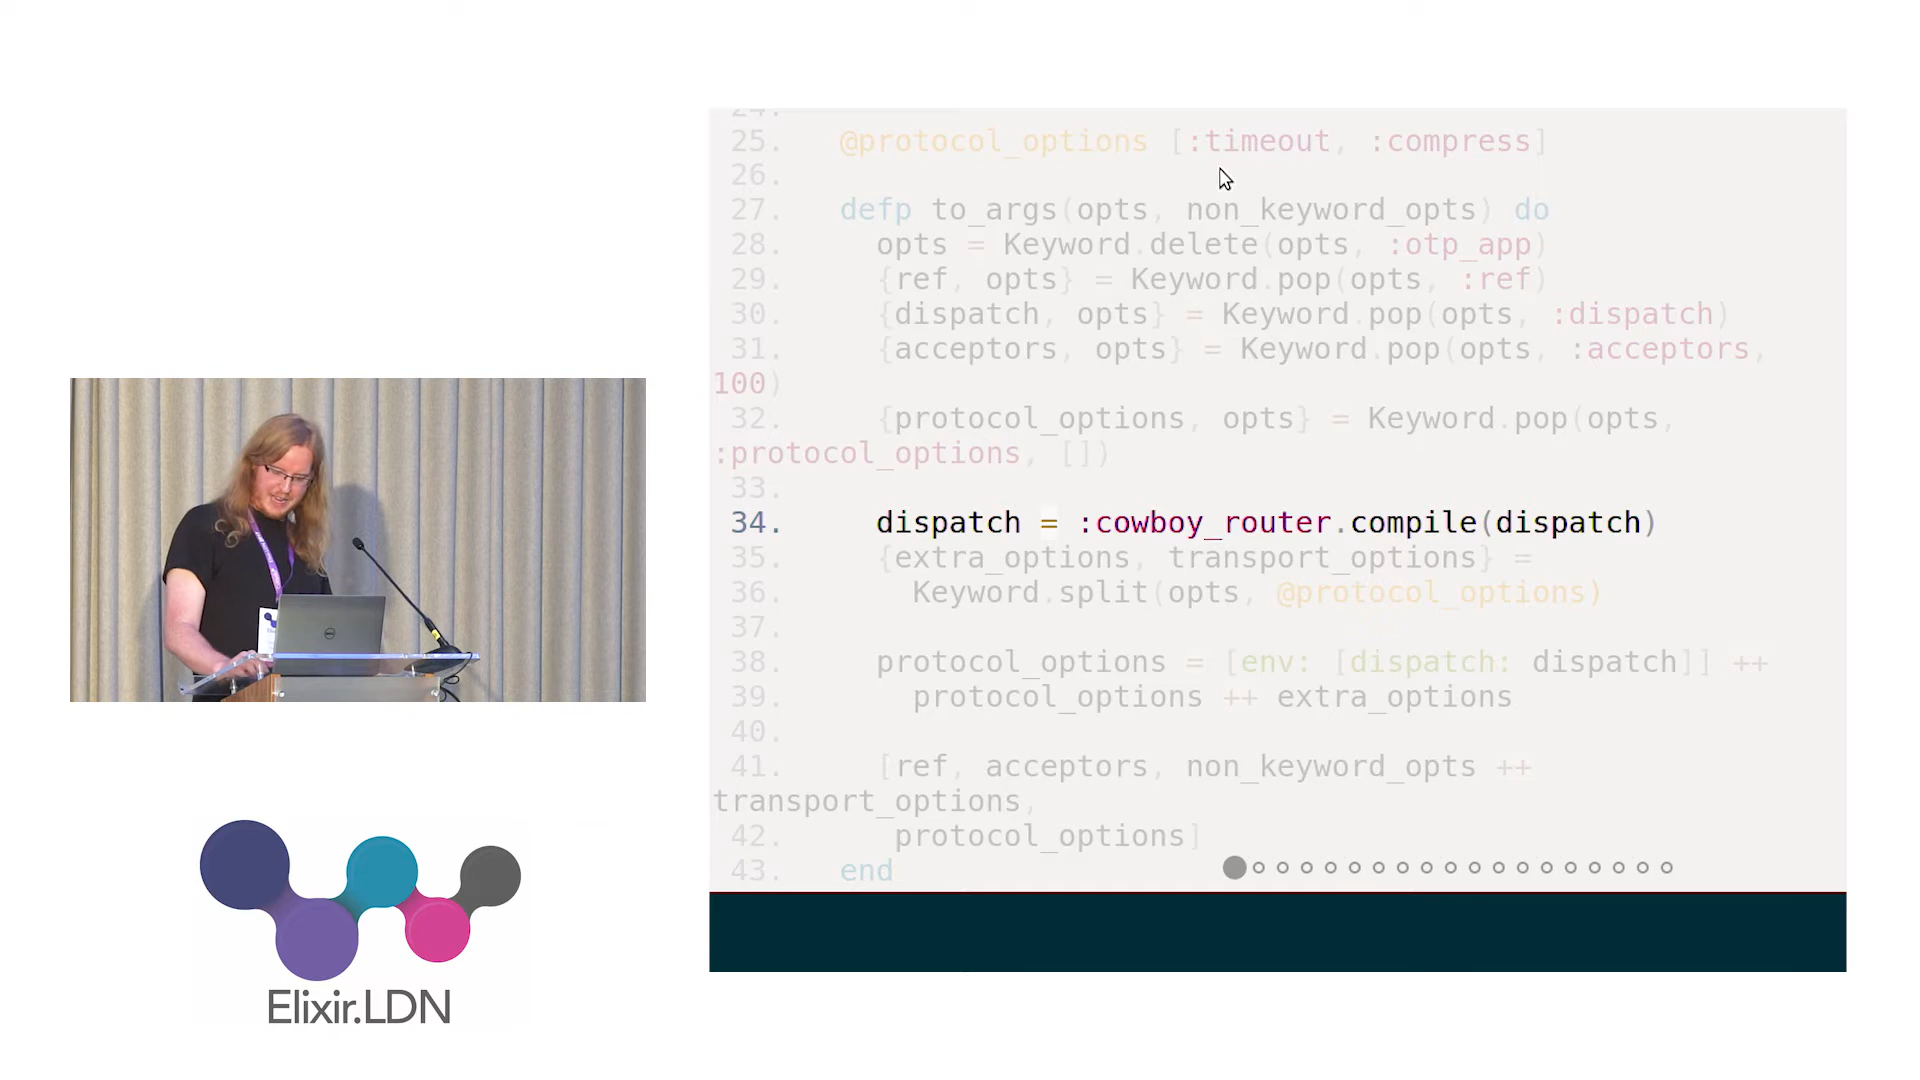 24.
25. @protocol_options [:timeout, :compress]
26.
27. defp to_args(opts, non_keyword_opts) do
28. opts = Keyword.delete(opts, :otp_app)
29. {ref, opts} = Keyword.pop(opts, :ref)
30. {dispatch, opts} = Keyword.pop(opts, :dispatch)
31. {acceptors, opts} = Keyword.pop(opts, :acceptors,
100)
32. {protocol_options, opts} = Keyword.pop(opts,
:protocol_options, [])
33.
34. dispatch = :cowboy_router.compile(dispatch)
35. {extra_options, transport_options} =
36. Keyword.split(opts, @protocol_options)
37.
38. protocol_options = [env: [dispatch: dispatch]] ++
39. protocol_options ++ extra_options
40.
41. [ref, acceptors, non_keyword_opts ++
transport_options,
42. protocol_options]
43. end
Elixir.LDN